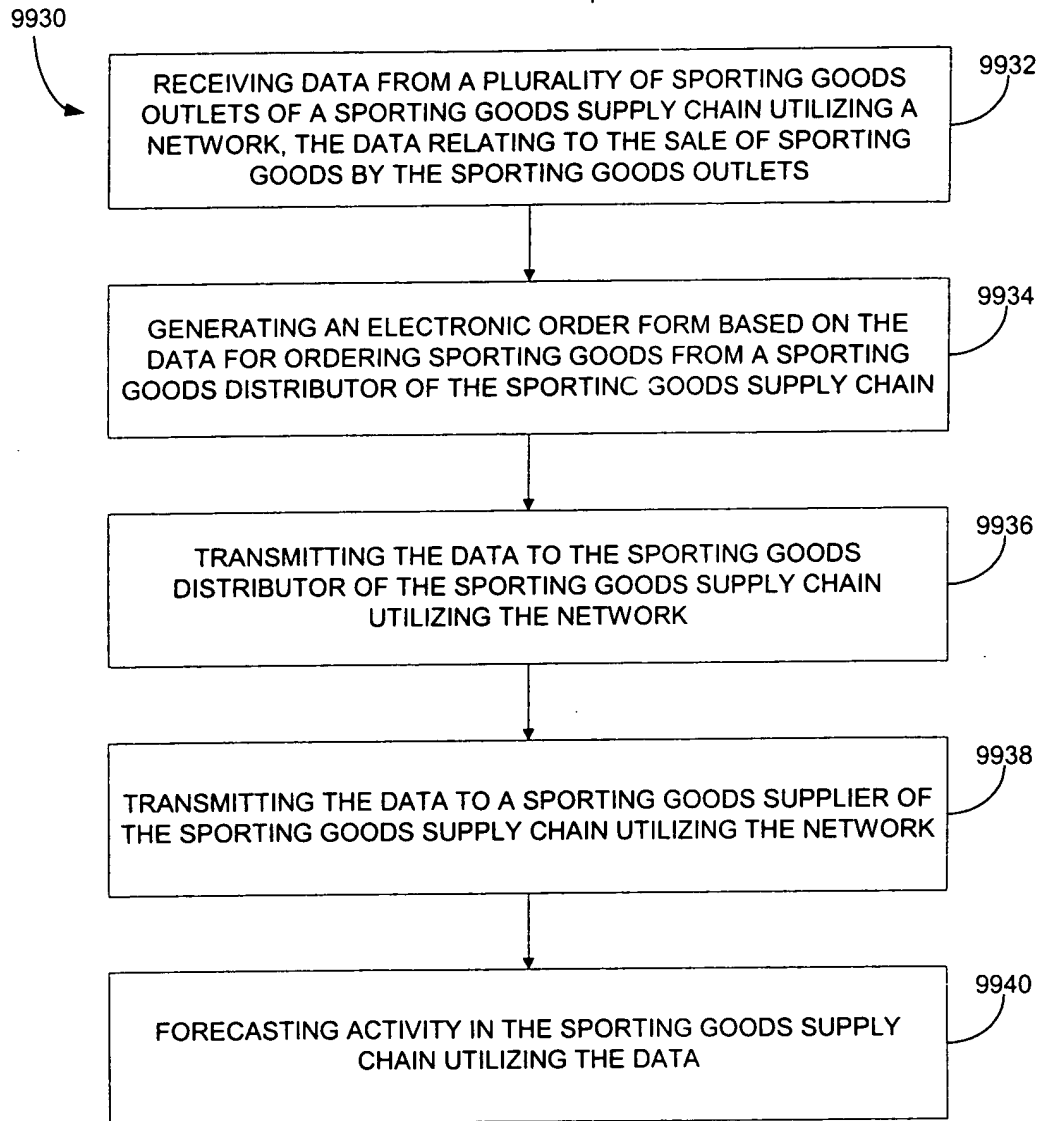 9930
RECEIVING DATA FROM A PLURALITY OF SPORTING GOODS
OUTLETS OF A SPORTING GOODS SUPPLY CHAIN UTILIZING A
NETWORK, THE DATA RELATING TO THE SALE OF SPORTING
GOODS BY THE SPORTING GOODS OUTLETS
9932
GENERATING AN ELECTRONIC ORDER FORM BASED ON THE
DATA FOR ORDERING SPORTING GOODS FROM A SPORTING
GOODS DISTRIBUTOR OF THE SPORTING GOODS SUPPLY CHAIN
9934
TRANSMITTING THE DATA TO THE SPORTING GOODS
DISTRIBUTOR OF THE SPORTING GOODS SUPPLY CHAIN
UTILIZING THE NETWORK
9936
TRANSMITTING THE DATA TO A SPORTING GOODS SUPPLIER OF
THE SPORTING GOODS SUPPLY CHAIN UTILIZING THE NETWORK
9938
FORECASTING ACTIVITY IN THE SPORTING GOODS SUPPLY
CHAIN UTILIZING THE DATA
9940